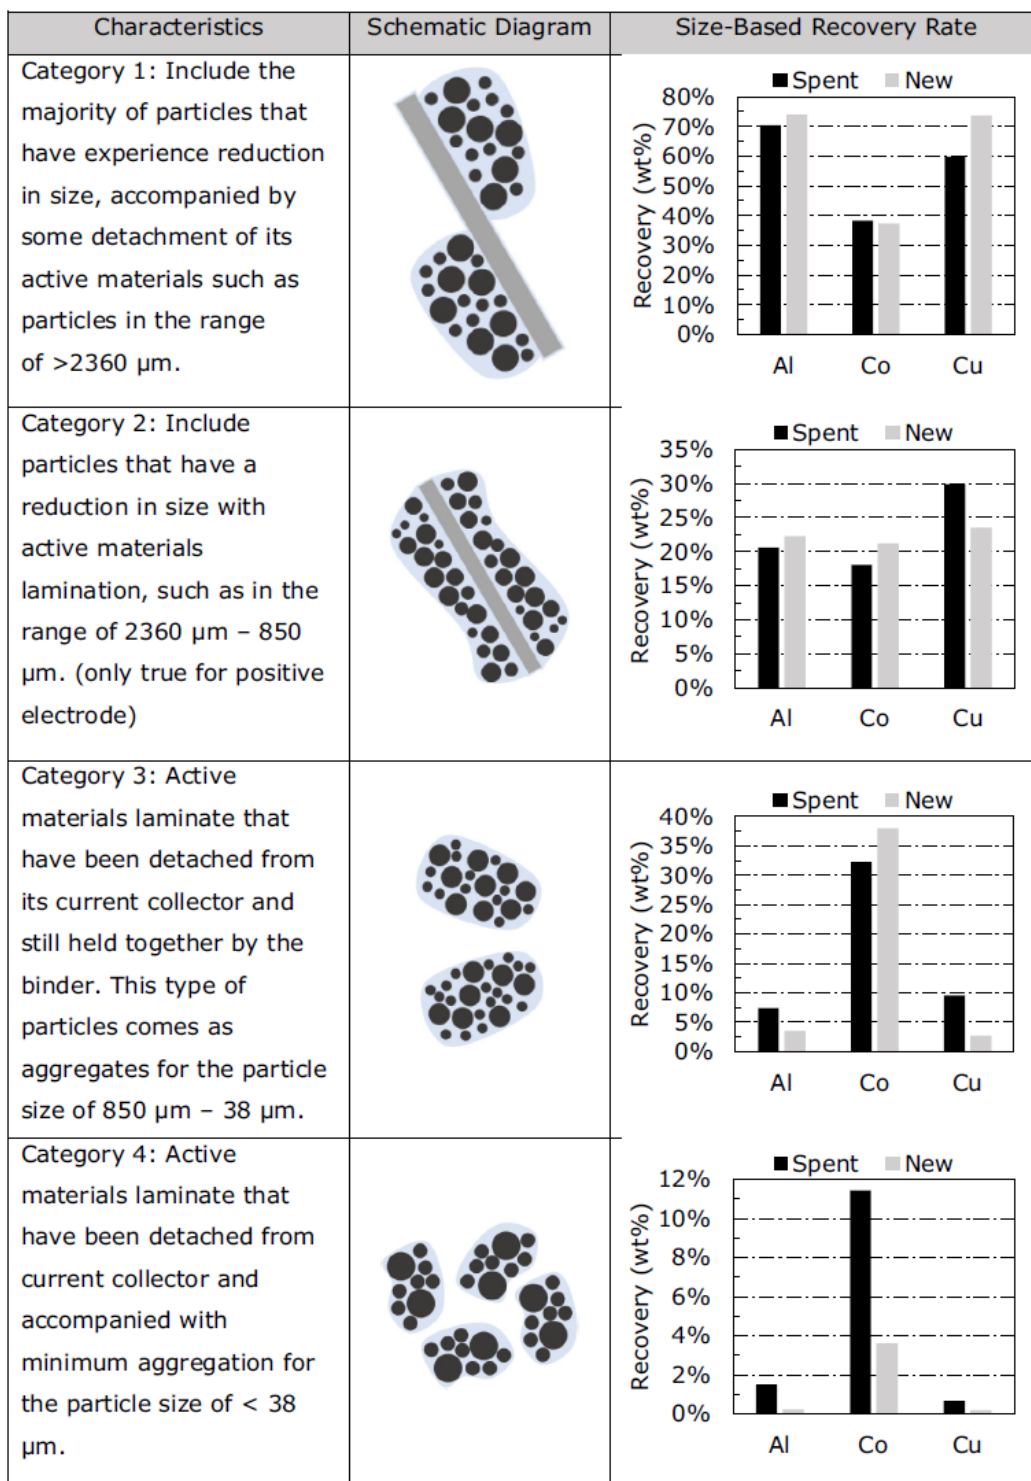 Characteristics
Schematic Diagram
Size-Based Recovery Rate
Category 1: Include the
majority of particles that
have experience reduction
in size, accompanied by
some detachment of its
active materials such as
particles in the range
of >2360 μm.
Spent
New
Recovery (wt%)
80%
70%
60%
50%
40%
30%
20%
10%
0%
Al
Co
Cu
Category 2: Include
particles that have a
reduction in size with
active materials
lamination, such as in the
range of 2360 μm – 850
μm. (only true for positive
electrode)
Spent
New
Recovery (wt%)
35%
30%
25%
20%
15%
10%
5%
0%
Al
Co
Cu
Category 3: Active
materials laminate that
have been detached from
its current collector and
still held together by the
binder. This type of
particles comes as
aggregates for the particle
size of 850 μm – 38 μm.
Spent
New
Recovery (wt%)
40%
35%
30%
25%
20%
15%
10%
5%
0%
Al
Co
Cu
Category 4: Active
materials laminate that
have been detached from
current collector and
accompanied with
minimum aggregation for
the particle size of < 38
μm.
Spent
New
Recovery (wt%)
12%
10%
8%
6%
4%
2%
0%
Al
Co
Cu